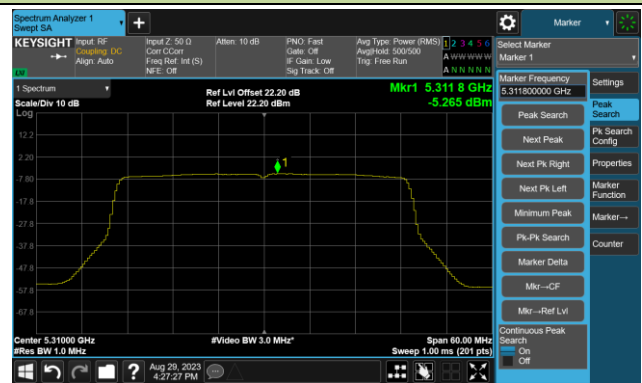 Spectrum Analyzer 1
Swept SA
+
Marker
KEYSIGHT
Input: RF
Coupling: DC
Align: Auto
Input Z: 50 Ω
Corr CCorr
Freq Ref: Int (S)
NFE: Off
Atten: 10 dB
PNO: Fast
Gate: Off
IF Gain: Low
Sig Track: Off
Avg Type: Power (RMS)
Avg|Hold: 500/500
Trig: Free Run
1 2 3 4 5 6
A W W W W W
A N N N N N
Select Marker
Marker 1
1 Spectrum
Scale/Div 10 dB
Log
Ref Lvl Offset 22.20 dB
Ref Level 22.20 dBm
Mkr1 5.311 8 GHz
-5.265 dBm
12.2
2.20
-7.80
-17.8
-27.8
-37.8
-47.8
-57.8
-67.8
1
Center 5.31000 GHz
#Res BW 1.0 MHz
#Video BW 3.0 MHz*
Span 60.00 MHz
Sweep 1.00 ms (201 pts)
Marker Frequency
5.311800000 GHz
Peak Search
Next Peak
Next Pk Right
Next Pk Left
Minimum Peak
Pk-Pk Search
Marker Delta
Mkr→CF
Mkr→Ref Lvl
Continuous Peak
Search
On
Off
Settings
Peak
Search
Pk Search
Config
Properties
Marker
Function
Marker→
Counter
?
Aug 29, 2023
4:27:27 PM